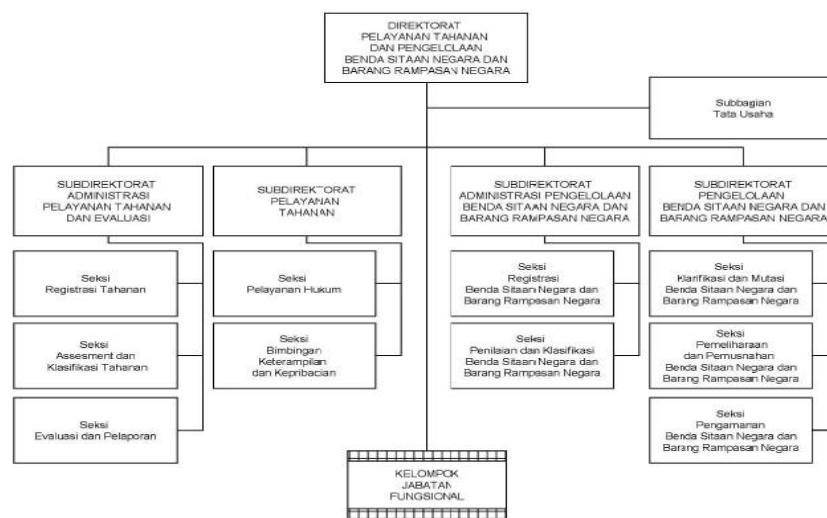 DIREKTORAT
PELAYANAN TAHANAN
DAN PENGELOLAAN
BENDA SITAAN NEGARA DAN
BARANG RAMPASAN NEGARA
Subbagian
Tata Usaha
SUBDIREKTORAT
ADMINISTRASI
PELAYANAN TAHANAN
DAN EVALUASI
SUBDIREKTORAT
PELAYANAN
TAHANAN
SUBDIREKTORAT
ADMINISTRASI PENGELOLAAN
BENDA SITAAN NEGARA DAN
BARANG RAMPASAN NEGARA
SUBDIREKTORAT
PENGELOLAAN
BENDA SITAAN NEGARA DAN
BARANG RAMPASAN NEGARA
Seksi
Registrasi Tahanan
Seksi
Pelayanan Hukum
Seksi
Registrasi
Benda Sitaan Negara dan
Barang Rampasan Negara
Seksi
Klarifikasi dan Mutasi
Benda Sitaan Negara dan
Barang Rampasan Negara
Seksi
Assesment dan
Klasifikasi Tahanan
Seksi
Bimbingan
Keterampilan
dan Kepribacian
Seksi
Penilaian dan Klasifikasi
Benda Sitaan Negara dan
Barang Rampasan Negara
Seksi
Pemeliharaan
dan Pemusnahan
Benda Sitaan Negara dan
Barang Rampasan Negara
Seksi
Evaluasi dan Pelaporan
Seksi
Pengamanan
Benda Sitaan Negara dan
Barang Rampasan Negara
KELOMPOK
JABATAN
FUNGSIONAL